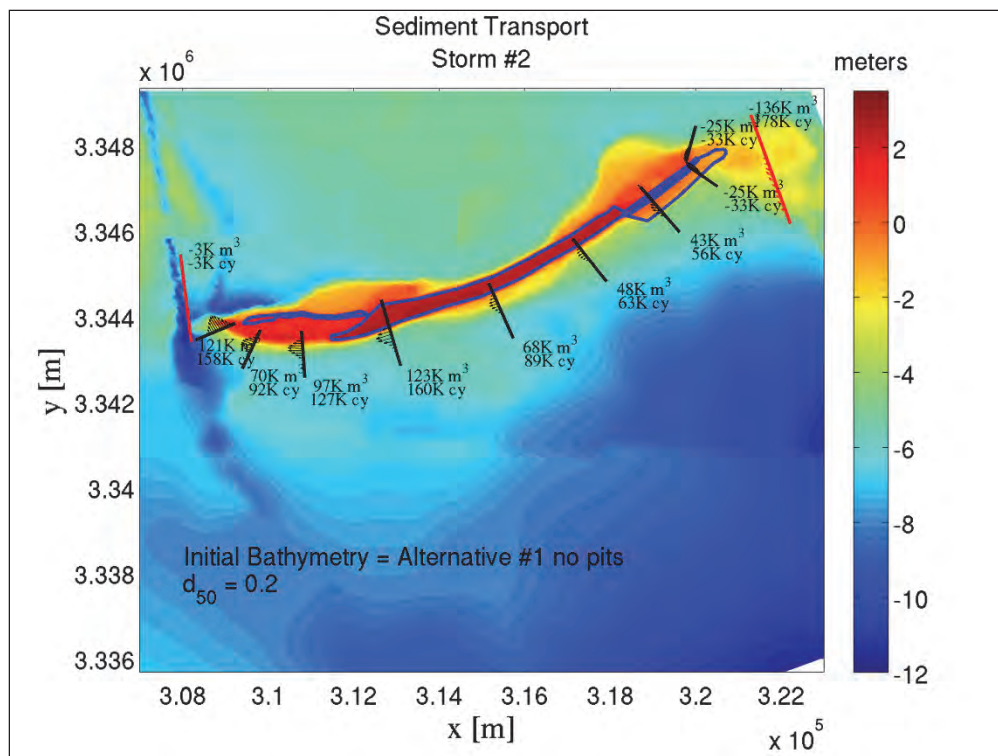 Sediment Transport
Storm #2
x 10^6
meters
-136K m^3
-178K cy
-25K m^3
-33K cy
-25K m^3
-33K cy
43K m^3
56K cy
48K m^3
63K cy
68K m^3
89K cy
123K m^3
160K cy
97K m^3
127K cy
70K m^3
92K cy
121K m^3
158K cy
-3K m^3
-3K cy
3.348
3.346
3.344
3.342
3.34
3.338
3.336
y [m]
Initial Bathymetry = Alternative #1 no pits
d_50 = 0.2
3.08 3.1 3.12 3.14 3.16 3.18 3.2 3.22
x [m]
x 10^5
2
0
-2
-4
-6
-8
-10
-12